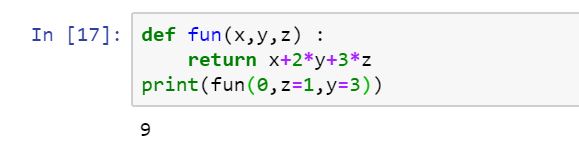 In [17]: def fun(x,y,z) :
    return x+2*y+3*z
print(fun(0,z=1,y=3))
9